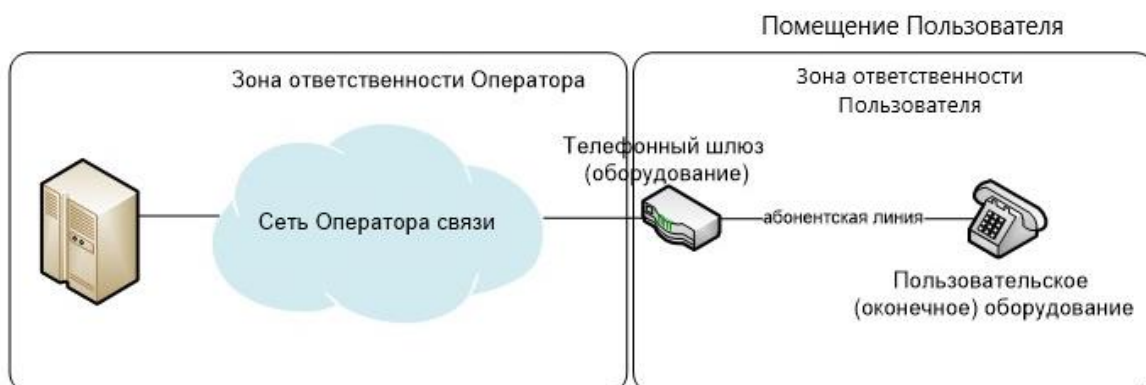 Помещение Пользователя
Зона ответственности Оператора
Зона ответственности
Пользователя
Телефонный шлюз
(оборудование)
Сеть Оператора связи
абонентская линия
Пользовательское
(оконечное) оборудование